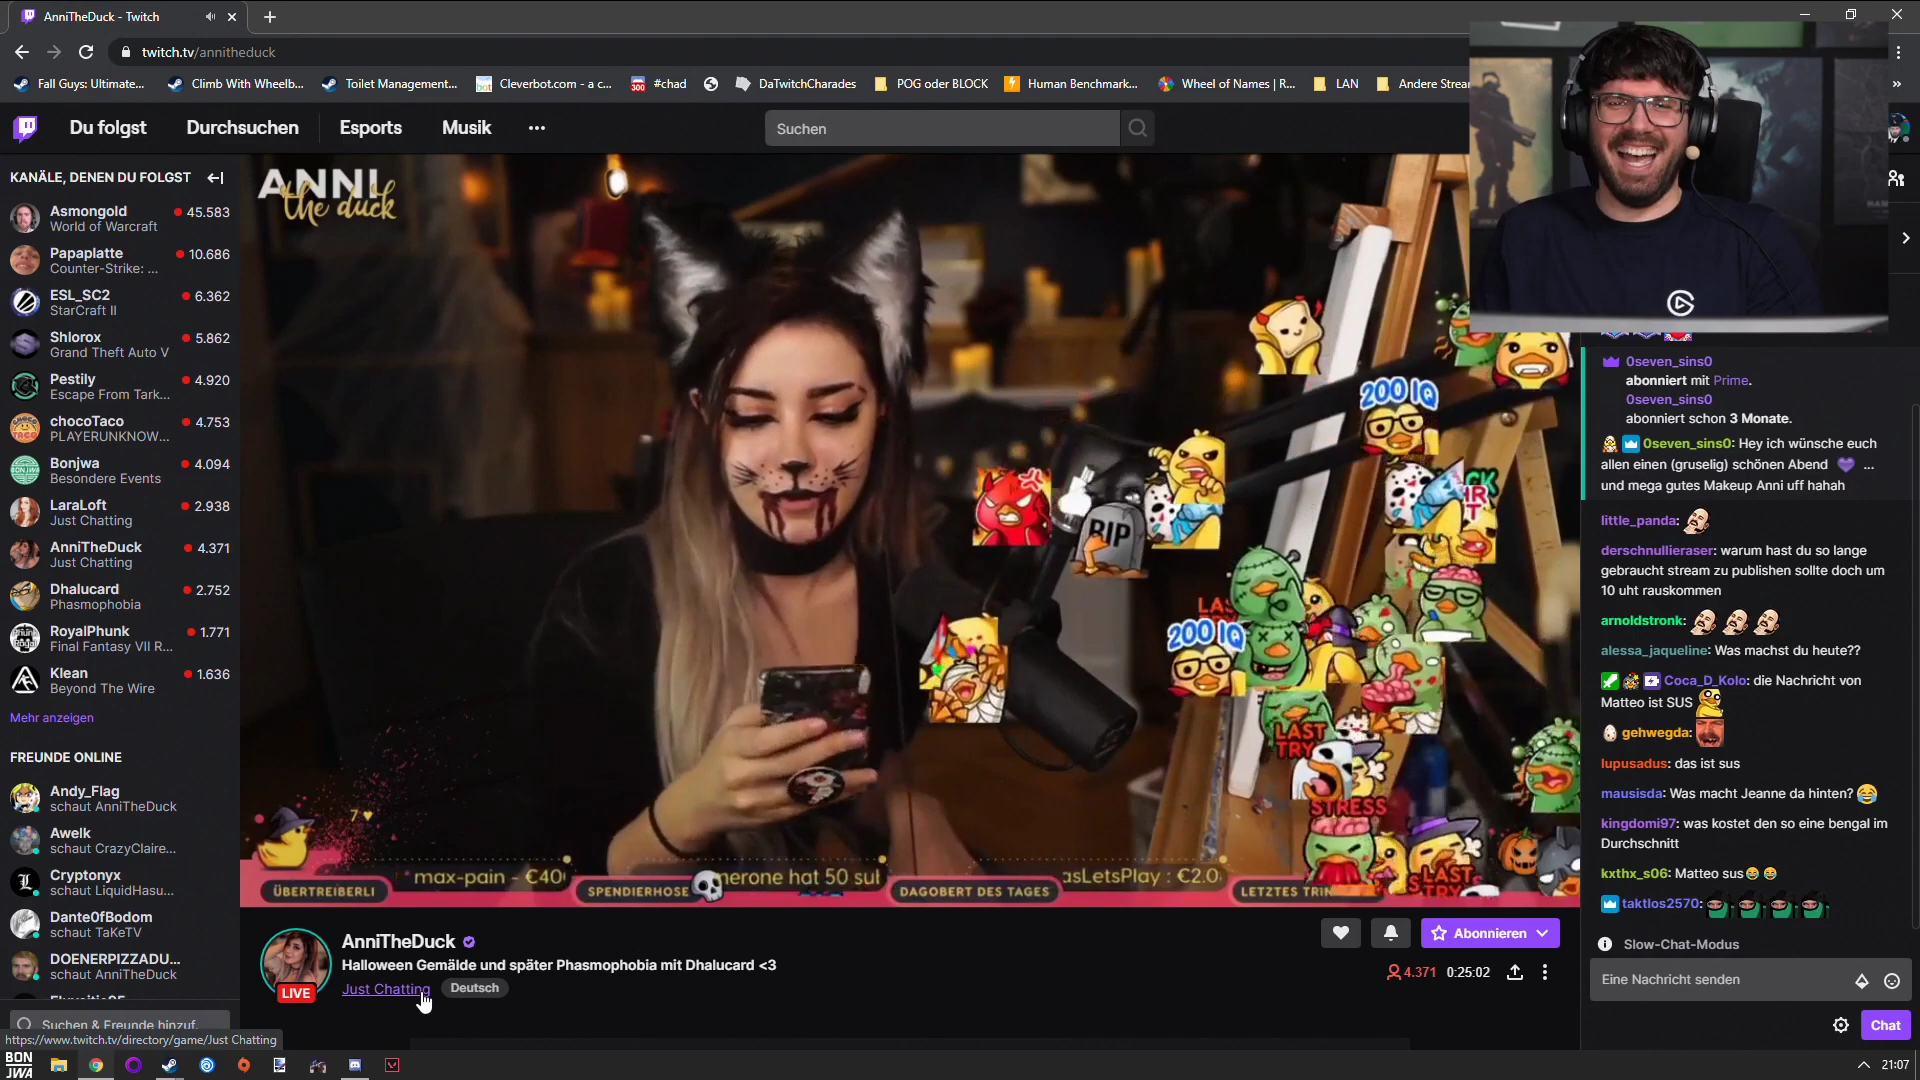 AnniTheDuck - Twitch
twitch.tv/annitheduck
Fall Guys: Ultimate...
Climb With Wheelb...
Toilet Management...
Cleverbot.com - a c...
#chad
DaTwitchCharades
POG oder BLOCK
Human Benchmark...
Wheel of Names | R...
LAN
Andere Strea
Du folgst
Durchsuchen
Esports
Musik
Suchen
KANÄLE, DENEN DU FOLGST
Asmongold
45.583
World of Warcraft
Papaplatte
10.686
Counter-Strike: ...
ESL_SC2
6.362
StarCraft II
Shlorox
5.862
Grand Theft Auto V
Pestily
4.920
Escape From Tark...
chocoTaco
4.753
PLAYERUNKNOW...
Bonjwa
4.094
Besondere Events
LaraLoft
2.938
Just Chatting
AnniTheDuck
4.371
Just Chatting
Dhalucard
2.752
Phasmophobia
RoyalPhunk
1.771
Final Fantasy VII R...
Klean
1.636
Beyond The Wire
Mehr anzeigen
FREUNDE ONLINE
Andy_Flag
schaut AnniTheDuck
Awelk
schaut CrazyClaire...
Cryptonyx
schaut LiquidHasu...
DanteOfBodom
schaut TaKeTV
DOENERPIZZADU...
schaut AnniTheDuck
Suchen & Freunde hinzuf.
https://www.twitch.tv/directory/game/Just Chatting
ANNI
the duck
200 IQ
RIP
200 IQ
LAST
TRY
STRESS
LAST
TRY
7
max-pain - €40
nerone hat 50 sub
asLetsPlay : €2.0
ÜBERTREIBERLI
SPENDIERHOSE
DAGOBERT DES TAGES
LETZTES TRIN
AnniTheDuck
Halloween Gemälde und später Phasmophobia mit Dhalucard <3
Just Chatting
Deutsch
LIVE
Abonnieren
4.371
0:25:02
0seven_sins0
abonniert mit Prime.
0seven_sins0
abonniert schon 3 Monate.
0seven_sins0: Hey ich wünsche euch
allen einen (gruselig) schönen Abend ...
und mega gutes Makeup Anni uff hahah
little_panda:
derschnullieraser: warum hast du so lange
gebraucht stream zu publishen sollte doch um
10 uht rauskommen
arnoldstronk:
alessa_jaqueline: Was machst du heute??
Coca_D_Kolo: die Nachricht von
Matteo ist SUS
gehwegda:
lupusadus: das ist sus
mausisda: Was macht Jeanne da hinten?
kingdomi97: was kostet den so eine bengal im
Durchschnitt
kxthx_s06: Matteo sus
taktlos2570:
Slow-Chat-Modus
Eine Nachricht senden
Chat
BON
JWA
21:07